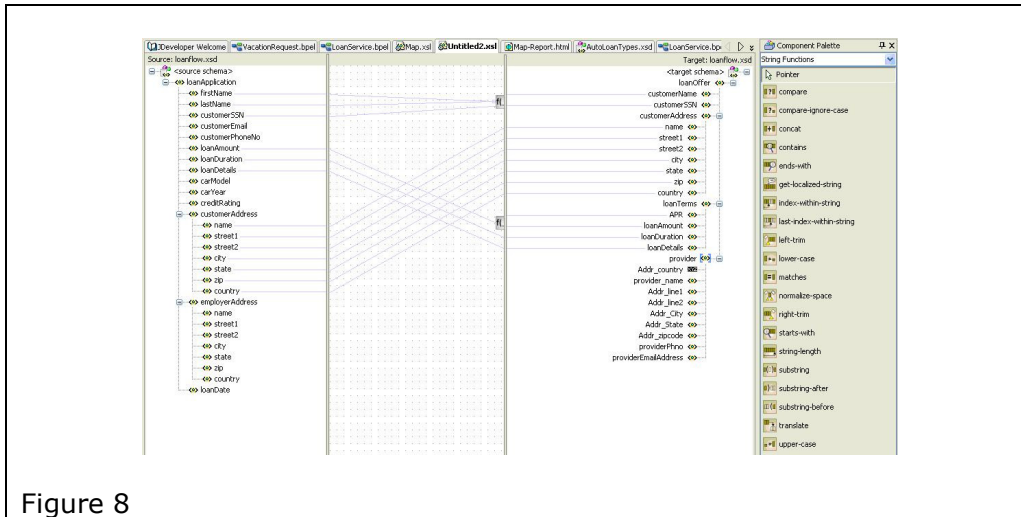 JDeveloper Welcome VacationRequest.bpel LoanService.bpel Map.xsl Untitled2.xsl Map-Report.html AutoLoanTypes.xsd LoanService.bp
Source: loanflow.xsd
Target: loanflow.xsd
<source schema>
loanApplication
firstName
lastName
customerSSN
customerEmail
customerPhoneNo
loanAmount
loanDuration
loanDetails
carModel
carYear
creditRating
customerAddress
name
street1
street2
city
state
zip
country
employerAddress
name
street1
street2
city
state
zip
country
loanDate
f(
f(
<target schema>
loanOffer
customerName
customerSSN
customerAddress
name
street1
street2
city
state
zip
country
loanTerms
APR
loanAmount
loanDuration
loanDetails
provider
Addr_country
provider_name
Addr_line1
Addr_line2
Addr_City
Addr_State
Addr_zipcode
providerPhno
providerEmailAddress
Component Palette
String Functions
Pointer
compare
compare-ignore-case
concat
contains
ends-with
get-localized-string
index-within-string
last-index-within-string
left-trim
lower-case
matches
normalize-space
right-trim
starts-with
string-length
substring
substring-after
substring-before
translate
upper-case
Figure 8